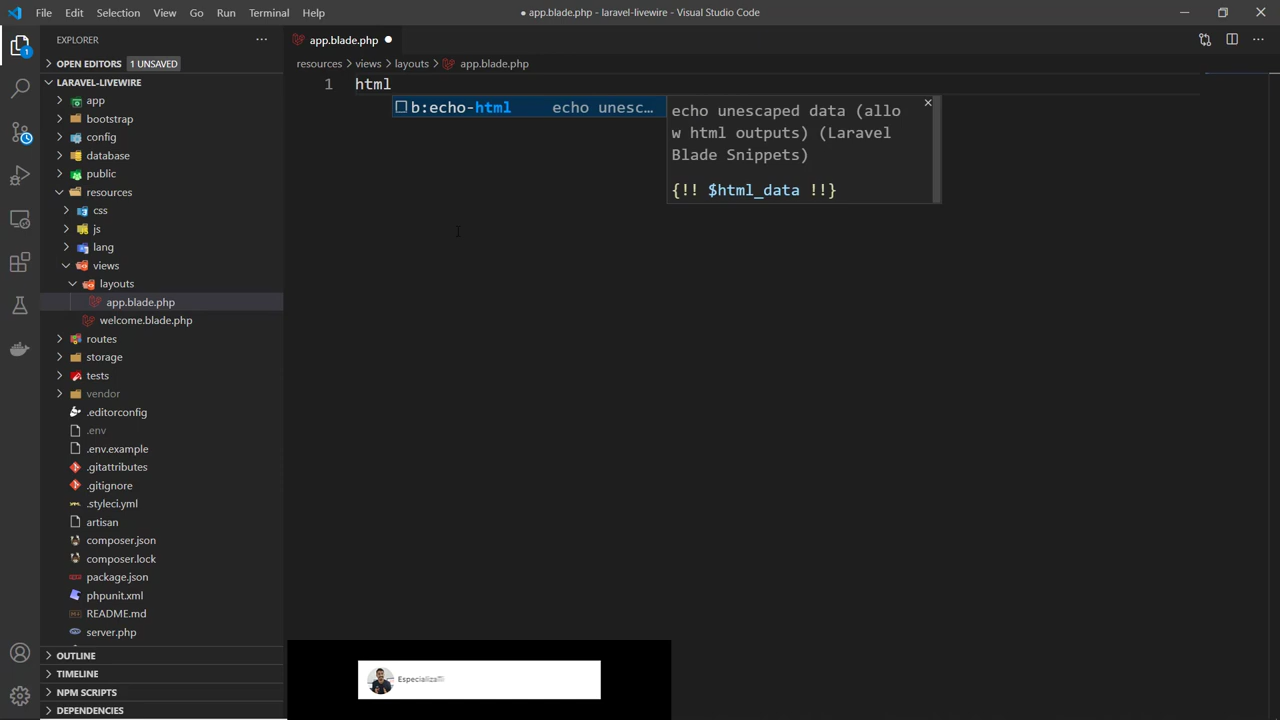 File Edit Selection View Go Run Terminal Help
● app.blade.php - laravel-livewire - Visual Studio Code
EXPLORER
app.blade.php
OPEN EDITORS 1 UNSAVED
resources views layouts app.blade.php
LARAVEL-LIVEWIRE
1 html
app
b:echo-html echo unesc…
echo unescaped data (allo
w html outputs) (Laravel
Blade Snippets)
{!! $html_data !!}
bootstrap
config
database
public
resources
css
js
lang
views
layouts
app.blade.php
welcome.blade.php
routes
storage
tests
vendor
.editorconfig
.env
.env.example
.gitattributes
.gitignore
.styleci.yml
artisan
composer.json
composer.lock
package.json
phpunit.xml
README.md
server.php
OUTLINE
TIMELINE
NPM SCRIPTS
DEPENDENCIES
1